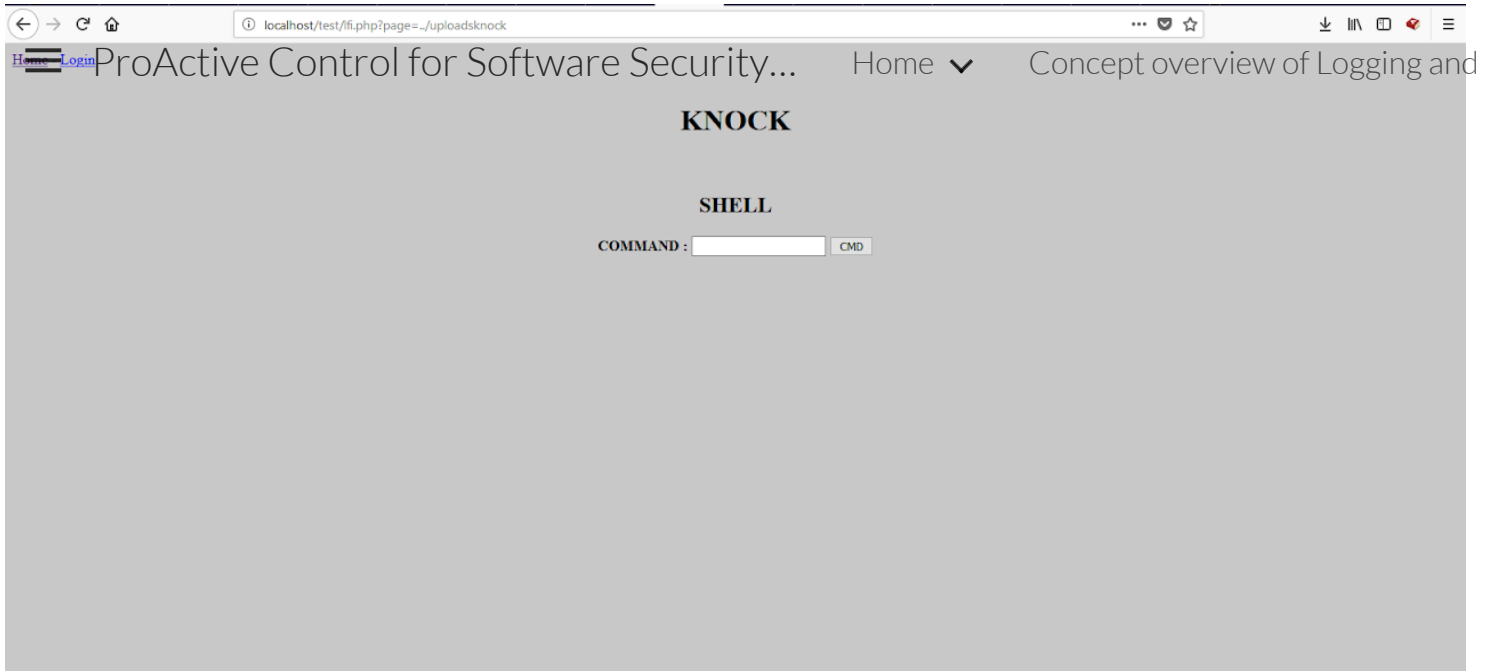 localhost/test/lfi.php?page=../uploadsknock
Home Login
ProActive Control for Software Security... Home Concept overview of Logging and
KNOCK
SHELL
COMMAND : CMD